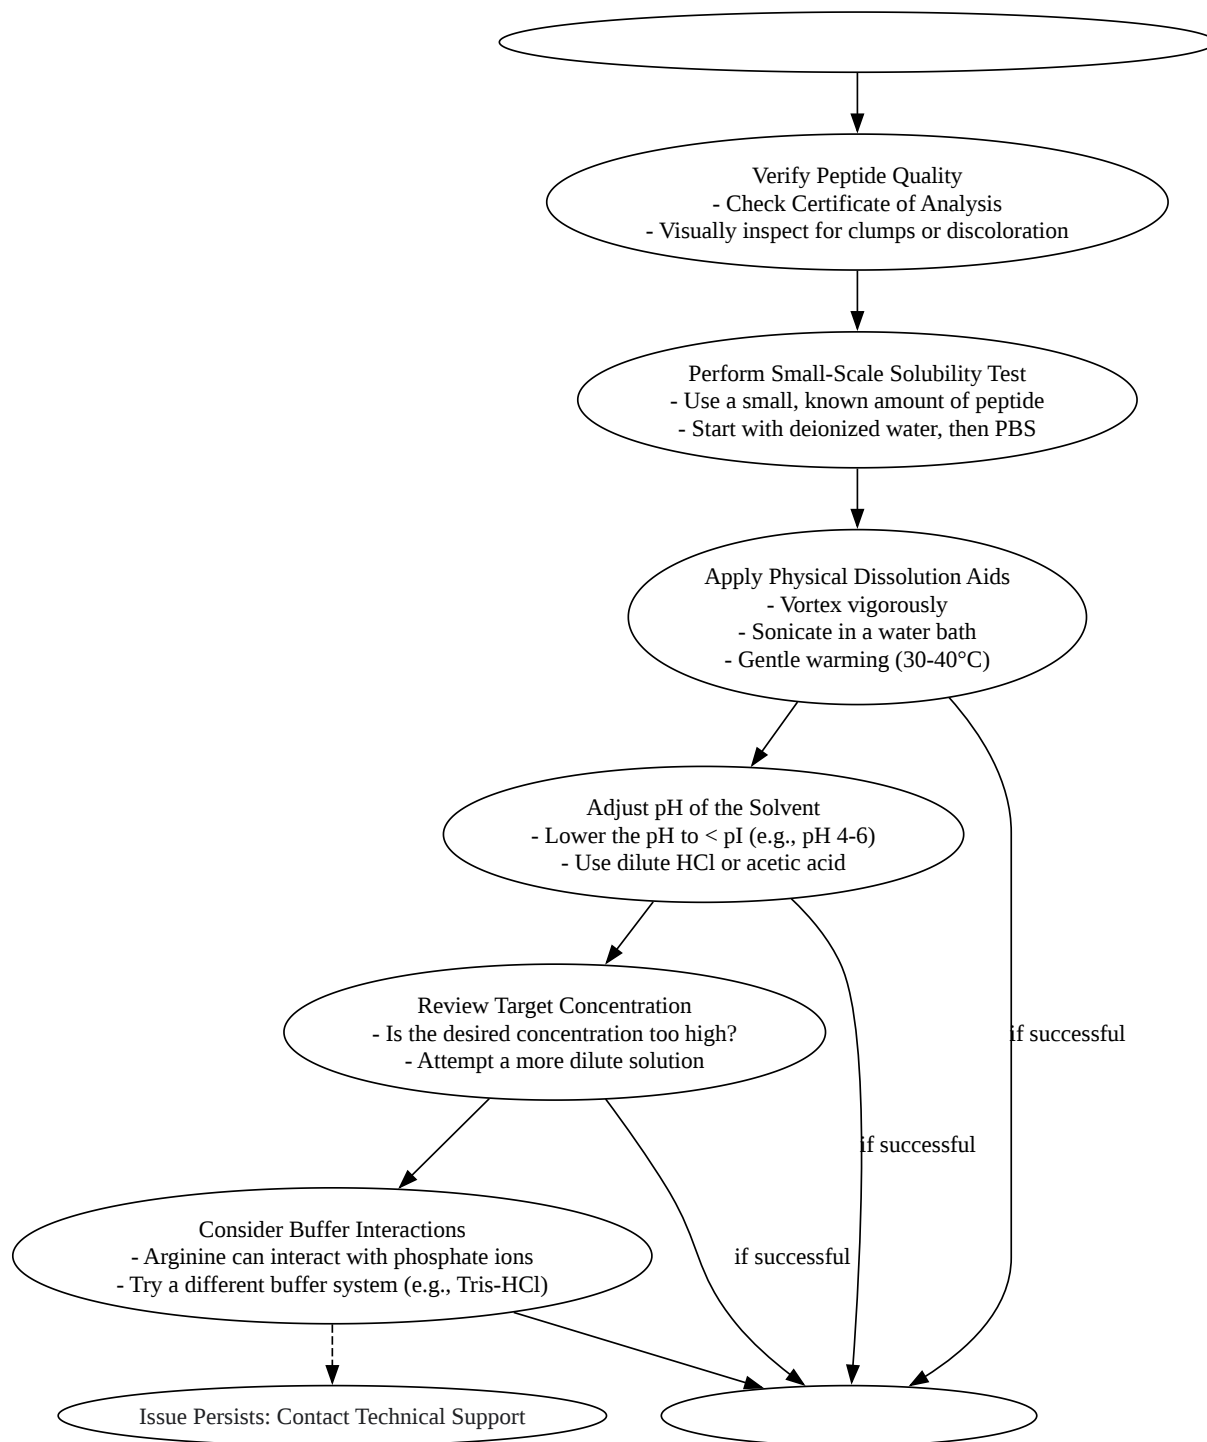 Verify Peptide Quality
- Check Certificate of Analysis
- Visually inspect for clumps or discoloration
Perform Small-Scale Solubility Test
- Use a small, known amount of peptide
- Start with deionized water, then PBS
Apply Physical Dissolution Aids
- Vortex vigorously
- Sonicate in a water bath
- Gentle warming (30-40°C)
Adjust pH of the Solvent
- Lower the pH to < pI (e.g., pH 4-6)
- Use dilute HCl or acetic acid
Review Target Concentration
- Is the desired concentration too high?
- Attempt a more dilute solution
if successful
if successful
if successful
Consider Buffer Interactions
- Arginine can interact with phosphate ions
- Try a different buffer system (e.g., Tris-HCl)
Issue Persists: Contact Technical Support